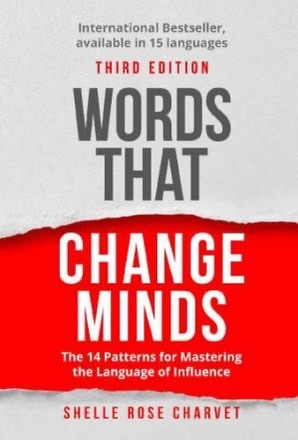 International Bestseller,
available in 15 languages
THIRD EDITION
WORDS
THAT
CHANGE
MINDS
The 14 Patterns for Mastering
the Language of Influence
SHELLE ROSE CHARVET